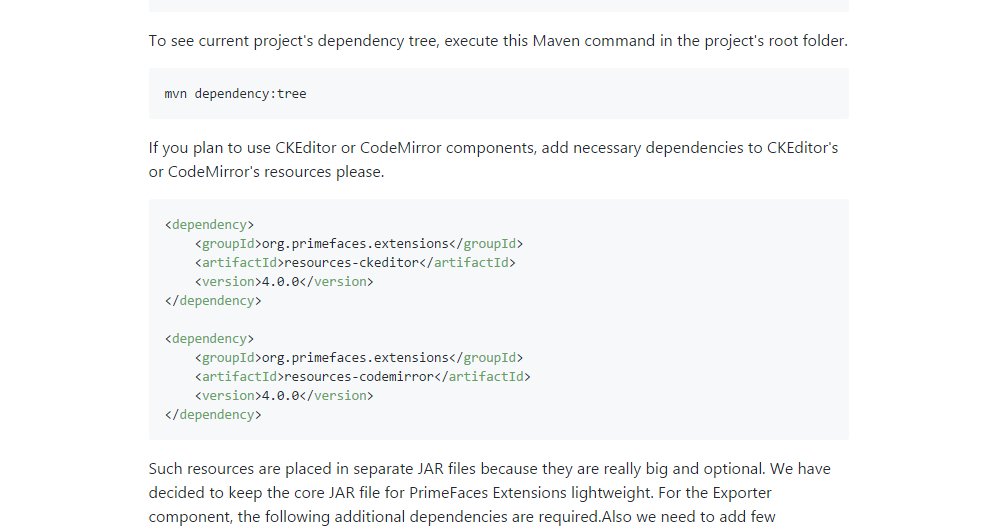 To see current project's dependency tree, execute this Maven command in the project's root folder.
mvn dependency:tree
If you plan to use CKEditor or CodeMirror components, add necessary dependencies to CKEditor's
or CodeMirror's resources please.
<dependency>
    <groupId>org.primefaces.extensions</groupId>
    <artifactId>resources-ckeditor</artifactId>
    <version>4.0.0</version>
</dependency>

<dependency>
    <groupId>org.primefaces.extensions</groupId>
    <artifactId>resources-codemirror</artifactId>
    <version>4.0.0</version>
</dependency>
Such resources are placed in separate JAR files because they are really big and optional. We have
decided to keep the core JAR file for PrimeFaces Extensions lightweight. For the Exporter
component, the following additional dependencies are required.Also we need to add few